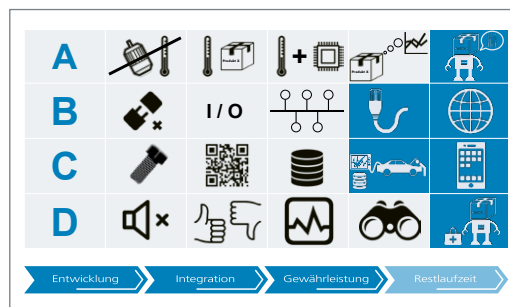 A
Produkt X
Produkt X
B
I / O
C
D
Entwicklung
Integration
Gewährleistung
Restlaufzeit